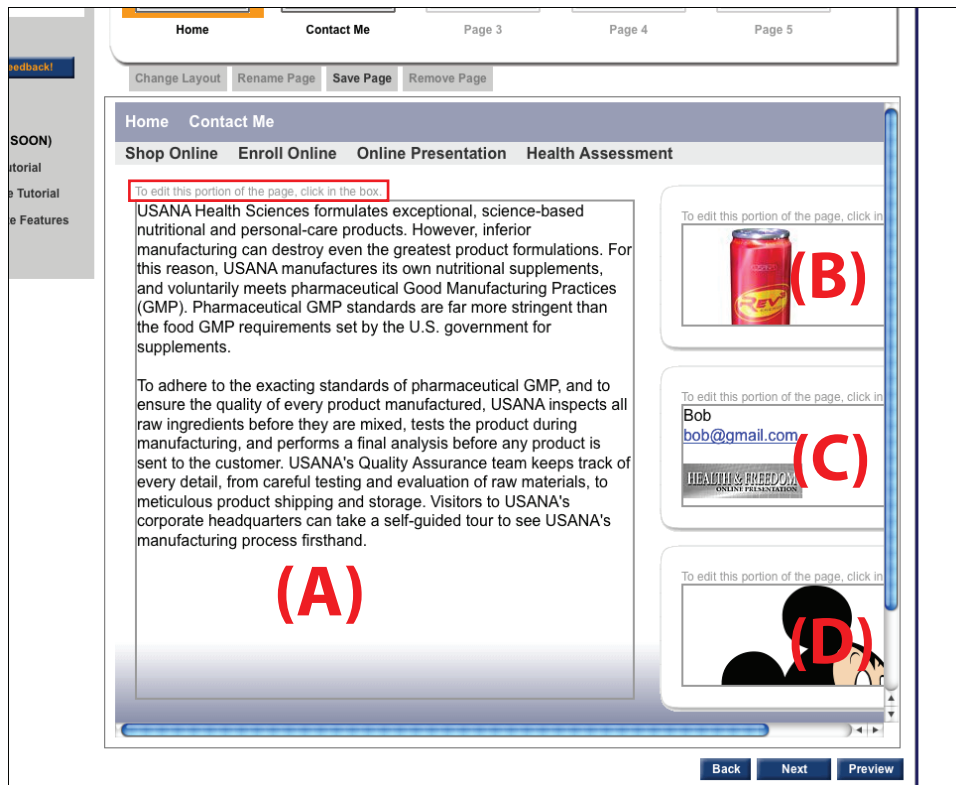 Home Contact Me Page 3 Page 4 Page 5
eedback!
Change Layout Rename Page Save Page Remove Page
SOON)
utorial
e Tutorial
te Features
Home Contact Me
Shop Online Enroll Online Online Presentation Health Assessment
To edit this portion of the page, click in the box.
USANA Health Sciences formulates exceptional, science-based
nutritional and personal-care products. However, inferior
manufacturing can destroy even the greatest product formulations. For
this reason, USANA manufactures its own nutritional supplements,
and voluntarily meets pharmaceutical Good Manufacturing Practices
(GMP). Pharmaceutical GMP standards are far more stringent than
the food GMP requirements set by the U.S. government for
supplements.
To adhere to the exacting standards of pharmaceutical GMP, and to
ensure the quality of every product manufactured, USANA inspects all
raw ingredients before they are mixed, tests the product during
manufacturing, and performs a final analysis before any product is
sent to the customer. USANA's Quality Assurance team keeps track of
every detail, from careful testing and evaluation of raw materials, to
meticulous product shipping and storage. Visitors to USANA's
corporate headquarters can take a self-guided tour to see USANA's
manufacturing process firsthand.
(A)
To edit this portion of the page, click in
REV3
(B)
To edit this portion of the page, click in
Bob
bob@gmail.com
(C)
HEALTH & FREEDOM
ONLINE PRESENTATION
To edit this portion of the page, click in
(D)
Back Next Preview